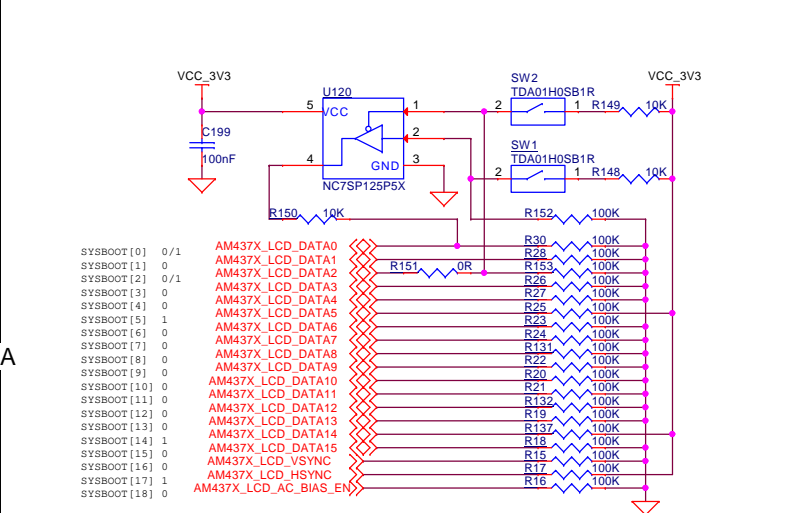 VCC_3V3 VCC_3V3
SW2
TDA01H0SB1R
U120
5 VCC 1 2 1 R149 10K
C199 2
SW1
TDA01H0SB1R
100nF 4 GND 3 2 1 R148 10K
NC7SP125P5X
R150 10K R152 100K
SYSBOOT[0] 0/1 AM437X_LCD_DATA0 R30 100K
SYSBOOT[1] 0 AM437X_LCD_DATA1 R28 100K
SYSBOOT[2] 0/1 AM437X_LCD_DATA2 R151 0R R153 100K
SYSBOOT[3] 0 AM437X_LCD_DATA3 R26 100K
SYSBOOT[4] 0 AM437X_LCD_DATA4 R27 100K
SYSBOOT[5] 1 AM437X_LCD_DATA5 R25 100K
SYSBOOT[6] 0 AM437X_LCD_DATA6 R23 100K
SYSBOOT[7] 0 AM437X_LCD_DATA7 R24 100K
SYSBOOT[8] 0 AM437X_LCD_DATA8 R131 100K
A
SYSBOOT[9] 0 AM437X_LCD_DATA9 R22 100K
SYSBOOT[10] 0 AM437X_LCD_DATA10 R20 100K
SYSBOOT[11] 0 AM437X_LCD_DATA11 R21 100K
SYSBOOT[12] 0 AM437X_LCD_DATA12 R132 100K
SYSBOOT[13] 0 AM437X_LCD_DATA13 R19 100K
SYSBOOT[14] 1 AM437X_LCD_DATA14 R137 100K
SYSBOOT[15] 0 AM437X_LCD_DATA15 R18 100K
SYSBOOT[16] 0 AM437X_LCD_VSYNC R15 100K
SYSBOOT[17] 1 AM437X_LCD_HSYNC R17 100K
SYSBOOT[18] 0 AM437X_LCD_AC_BIAS_EN R16 100K